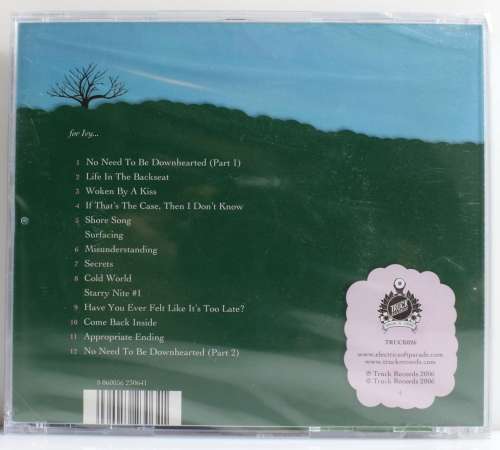 for Ivy...
1 No Need To Be Downhearted (Part 1)
2 Life In The Backseat
3 Woken By A Kiss
4 If That's The Case, Then I Don't Know
5 Shore Song
Surfacing
6 Misunderstanding
7 Secrets
8 Cold World
Starry Nite #1
9 Have You Ever Felt Like It's Too Late?
10 Come Back Inside
11 Appropriate Ending
12 No Need To Be Downhearted (Part 2)
TRUCK
www.electricsoftparade.com
www.truckrecords.com
℗ Truck Records 2006
© Truck Records 2006